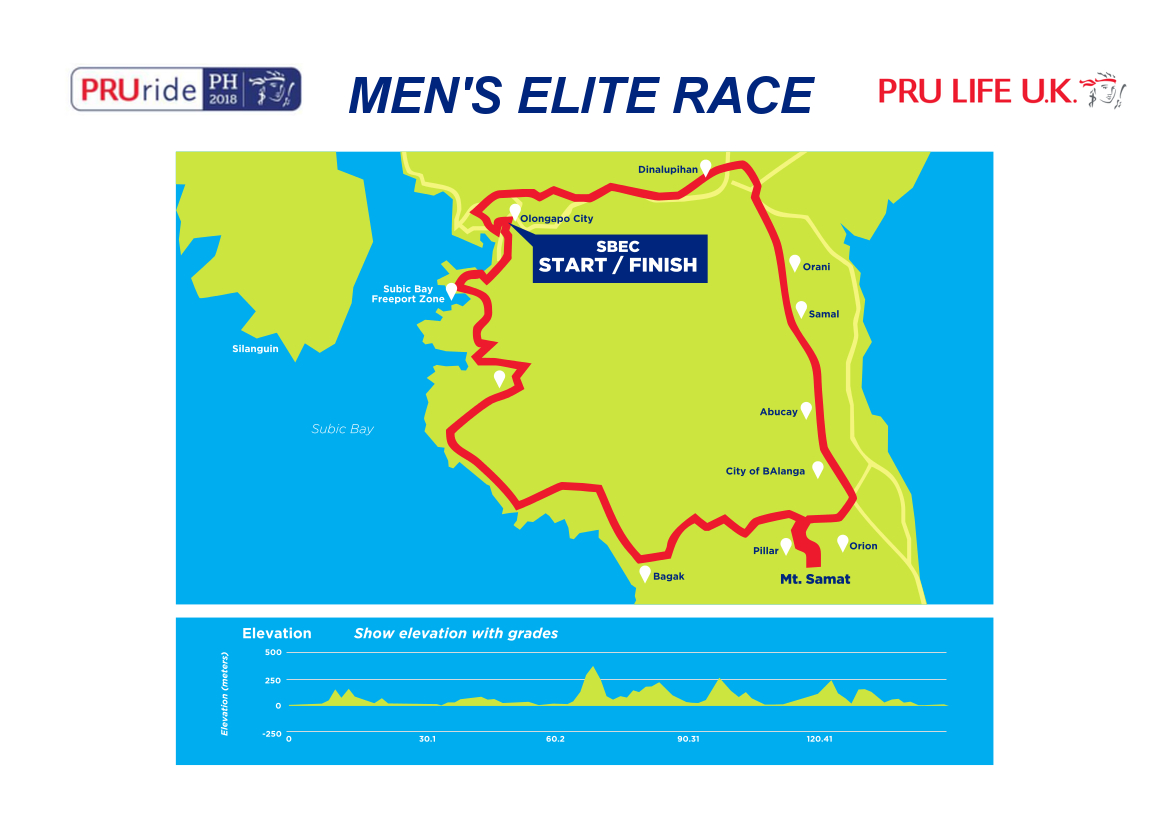 PRUride PH 2018
MEN'S ELITE RACE
PRU LIFE U.K.
Dinalupihan
Olongapo City
SBEC
START / FINISH
Orani
Subic Bay
Freeport Zone
Samal
Silanguin
Abucay
Subic Bay
City of BAlanga
Pillar
Orion
Bagak
Mt. Samat
Elevation
Show elevation with grades
Elevation (meters)
500
250
0
-250
0
30.1
60.2
90.31
120.41